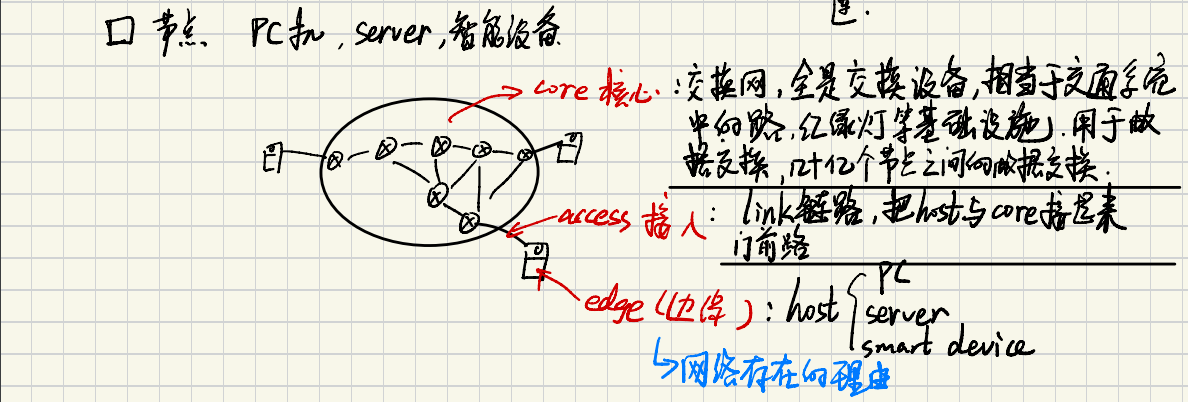 节点 PC机, server, 智能设备
core 核心: 交换网, 全是交换设备, 相当于交通系统
中的路, 红绿灯等基础设施, 用于数
据交换, 几十亿个节点之间的数据交换.
access 接入: link链路, 把host与core接起来
门前路
edge (边缘): host PC
server
smart device
网络存在的理由